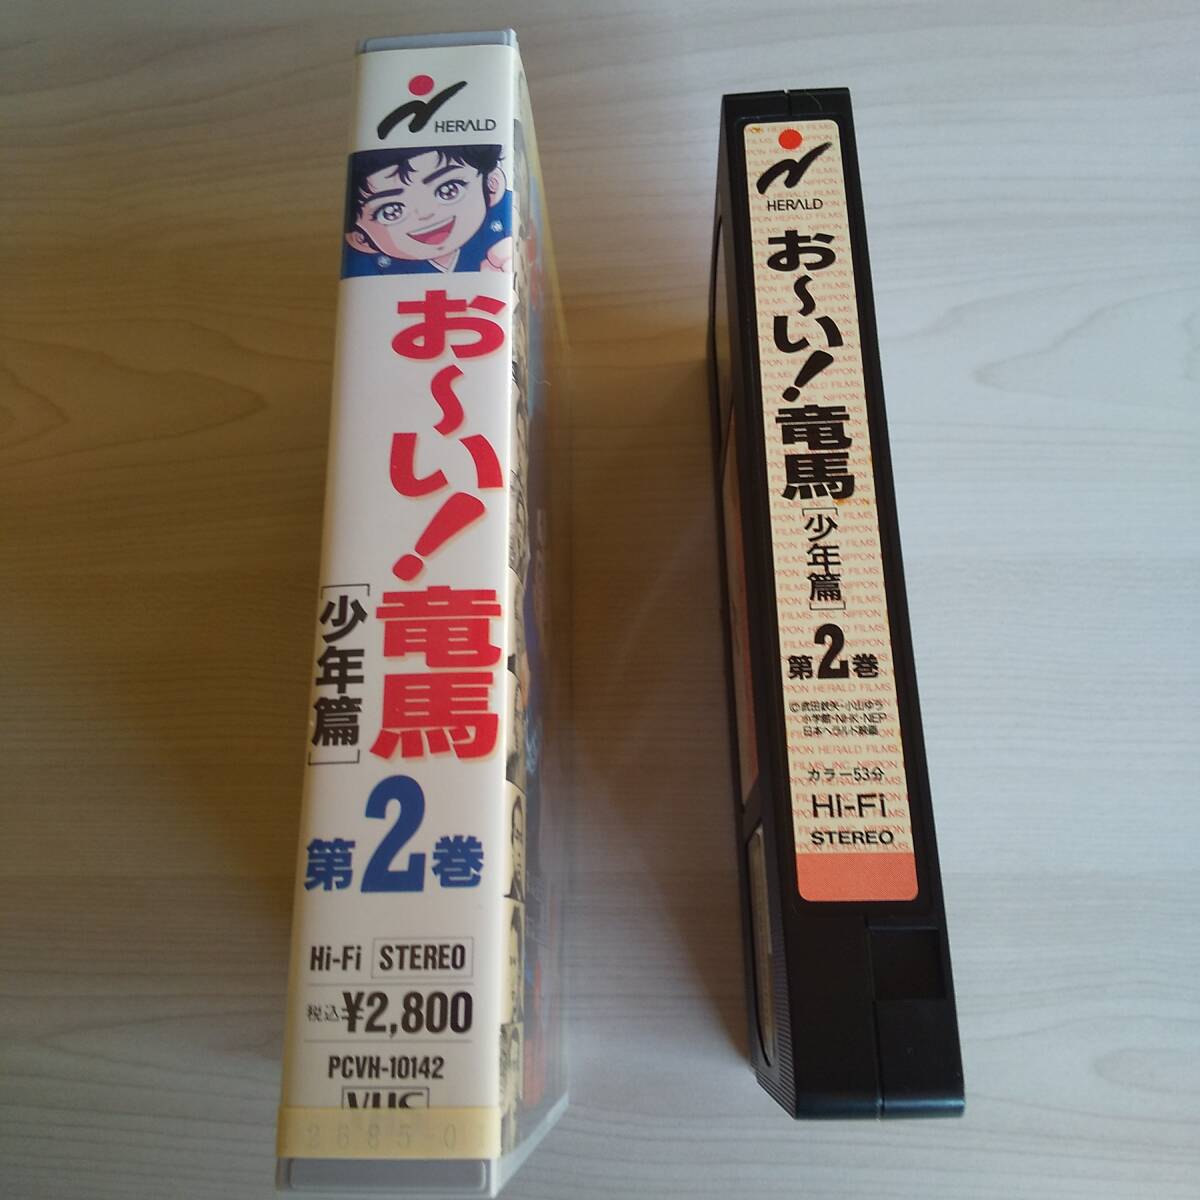 HERALD
お〜い!竜馬
[少年篇]
第2巻
Hi-Fi STEREO
税込¥2,800
PCVH-10142
VHS
2685-0
HERALD
お〜い!竜馬
[少年篇]
第2巻
©武田鉄矢・小山ゆう
小学館・NHK・NEP
日本ヘラルド映画
カラー53分
Hi-Fi
STEREO